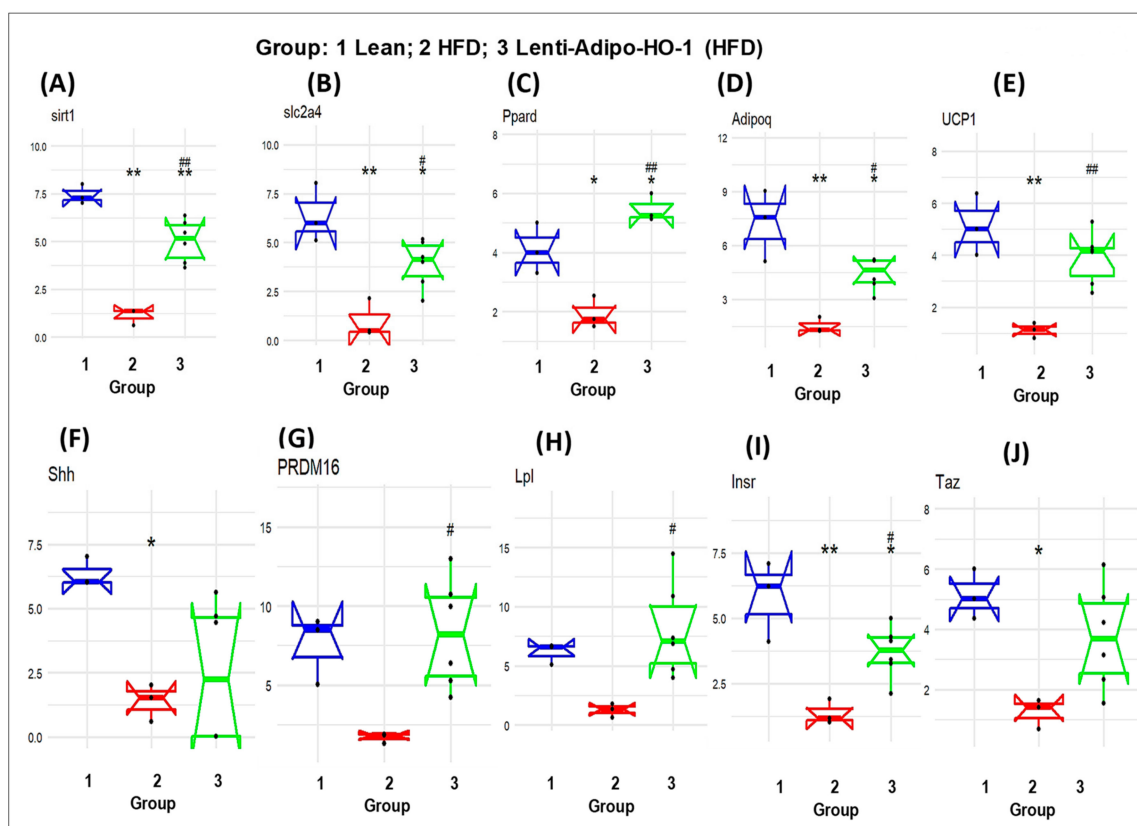 Group: 1 Lean; 2 HFD; 3 Lenti-Adipo-HO-1 (HFD)
(A)
sirt1
10.0
7.5
5.0
2.5
0.0
**
##
**
1 2 3
Group
(B)
slc2a4
10.0
7.5
5.0
2.5
0.0
**
#
*
1 2 3
Group
(C)
Ppard
8
6
4
2
*
##
*
1 2 3
Group
(D)
Adipoq
9
6
3
**
#
*
1 2 3
Group
(E)
UCP1
8
6
4
2
**
##
1 2 3
Group
(F)
Shh
7.5
5.0
2.5
0.0
*
1 2 3
Group
(G)
PRDM16
15
10
5
#
1 2 3
Group
(H)
Lpl
15
10
5
0
#
1 2 3
Group
(I)
Insr
7.5
5.0
2.5
**
#
*
1 2 3
Group
(J)
Taz
8
6
4
2
*
1 2 3
Group